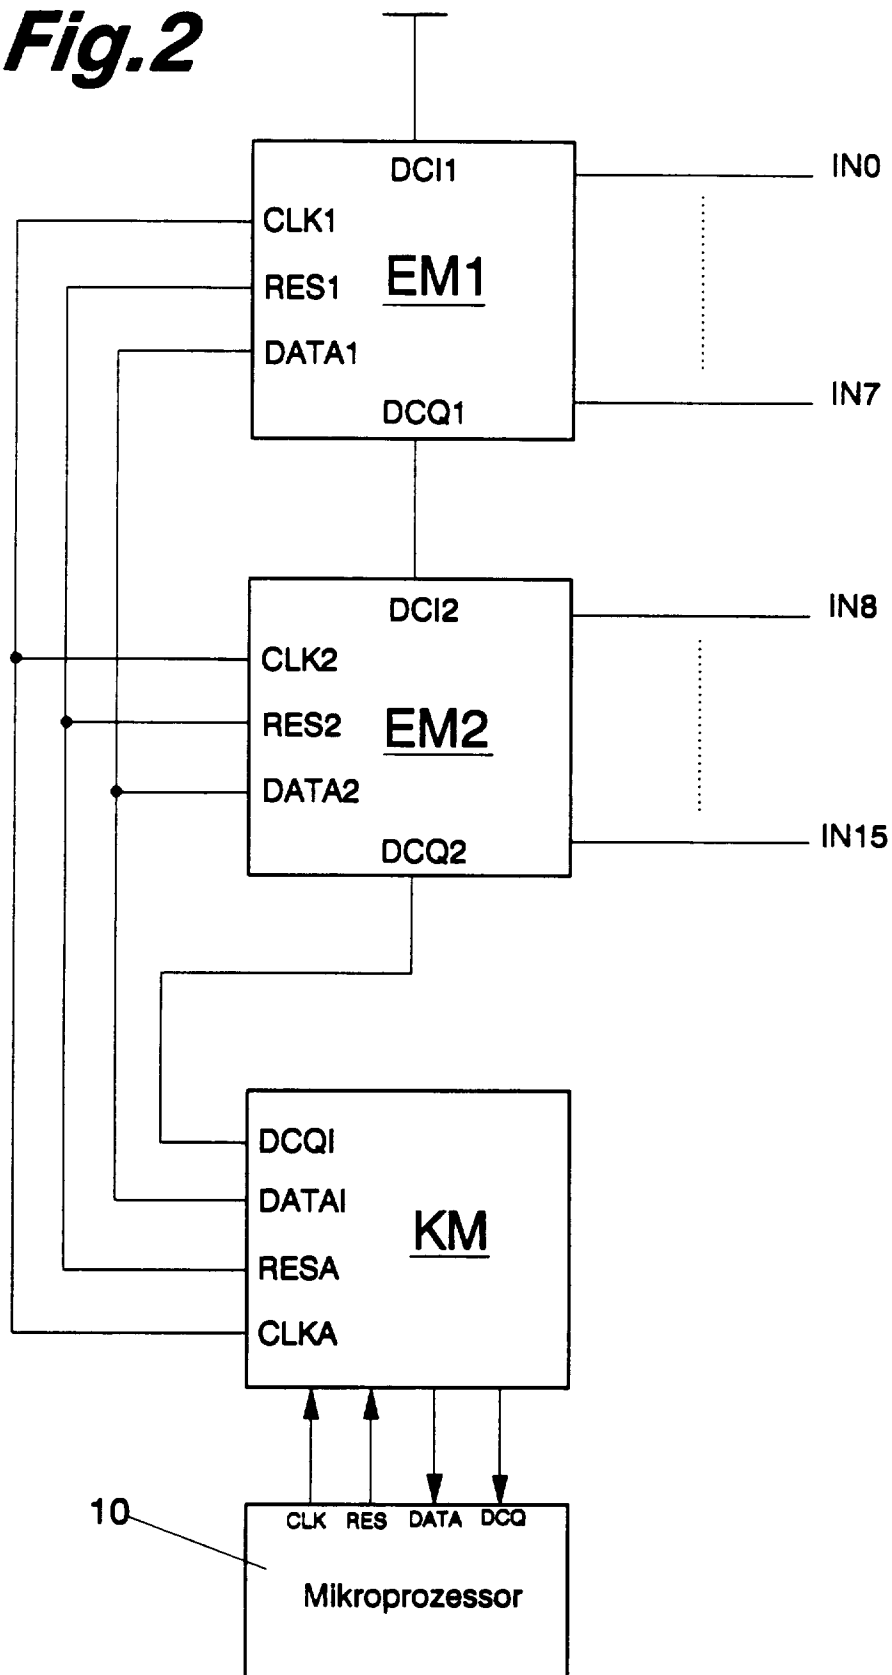 Fig.2
DCI1
IN0
CLK1
EM1
RES1
DATA1
IN7
DCQ1
DCI2
IN8
CLK2
RES2
EM2
DATA2
IN15
DCQ2
DCQI
DATAI
KM
RESA
CLKA
10
CLK RES DATA DCQ
Mikroprozessor